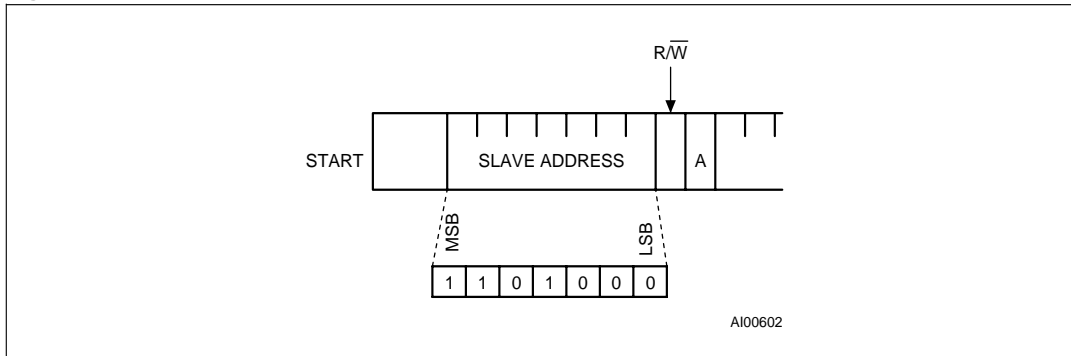 R/W̅
START
SLAVE ADDRESS
A
MSB
LSB
1 1 0 1 0 0 0
AI00602